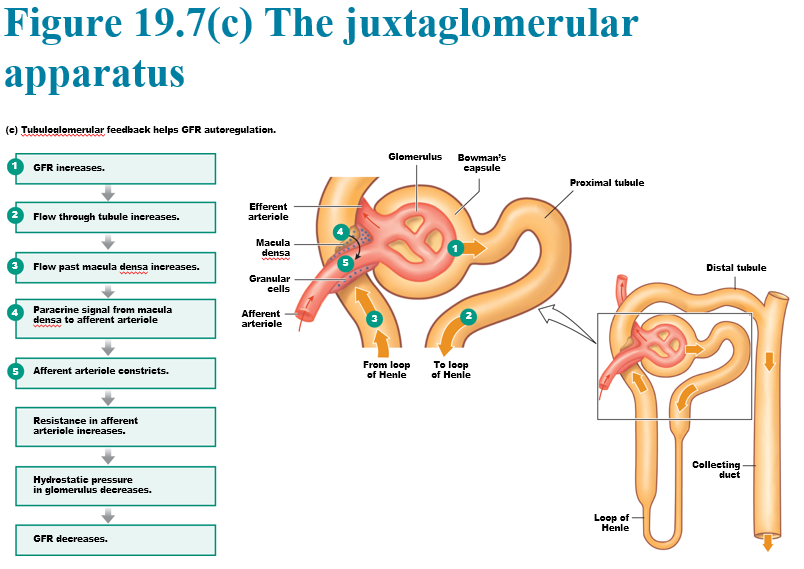 Figure 19.7(c) The juxtaglomerular
apparatus
(c) Tubuloglomerular feedback helps GFR autoregulation.
1 GFR increases.
2 Flow through tubule increases.
3 Flow past macula densa increases.
4 Paracrine signal from macula
densa to afferent arteriole
5 Afferent arteriole constricts.
Resistance in afferent
arteriole increases.
Hydrostatic pressure
in glomerulus decreases.
GFR decreases.
Glomerulus
Bowman's
capsule
Proximal tubule
Efferent
arteriole
Macula
densa
Granular
cells
Afferent
arteriole
4
5
1
3
2
From loop
of Henle
To loop
of Henle
Distal tubule
Collecting
duct
Loop of
Henle